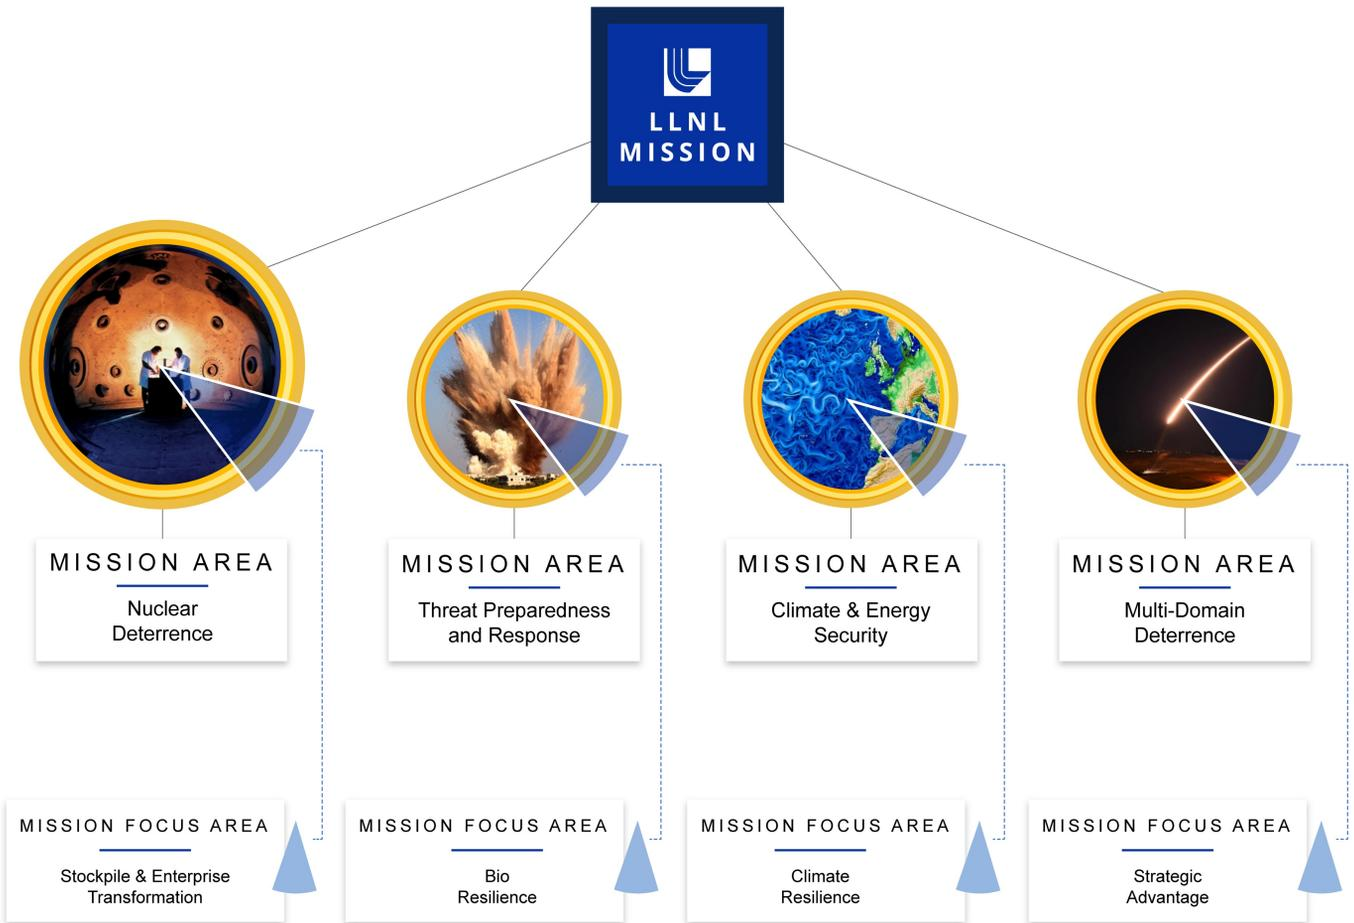 LLNL
MISSION
MISSION AREA
Nuclear
Deterrence
MISSION AREA
Threat Preparedness
and Response
MISSION AREA
Climate & Energy
Security
MISSION AREA
Multi-Domain
Deterrence
MISSION FOCUS AREA
Stockpile & Enterprise
Transformation
MISSION FOCUS AREA
Bio
Resilience
MISSION FOCUS AREA
Climate
Resilience
MISSION FOCUS AREA
Strategic
Advantage